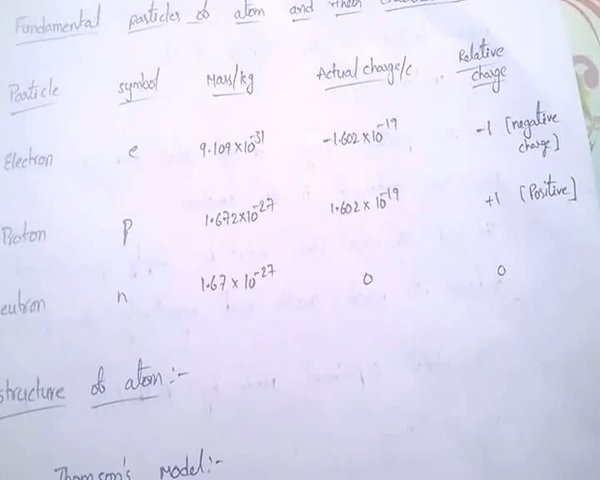 Fundamental particles of atom and their
Particle symbol Mass/kg Actual charge/c Relative charge
Electron e 9.109×10⁻³¹ -1.602×10⁻¹⁹ -1 [negative charge]
Proton p 1.672×10⁻²⁷ 1.602×10⁻¹⁹ +1 [Positive]
eutron n 1.67×10⁻²⁷ 0 0
structure of atom:-
Thomson's model:-